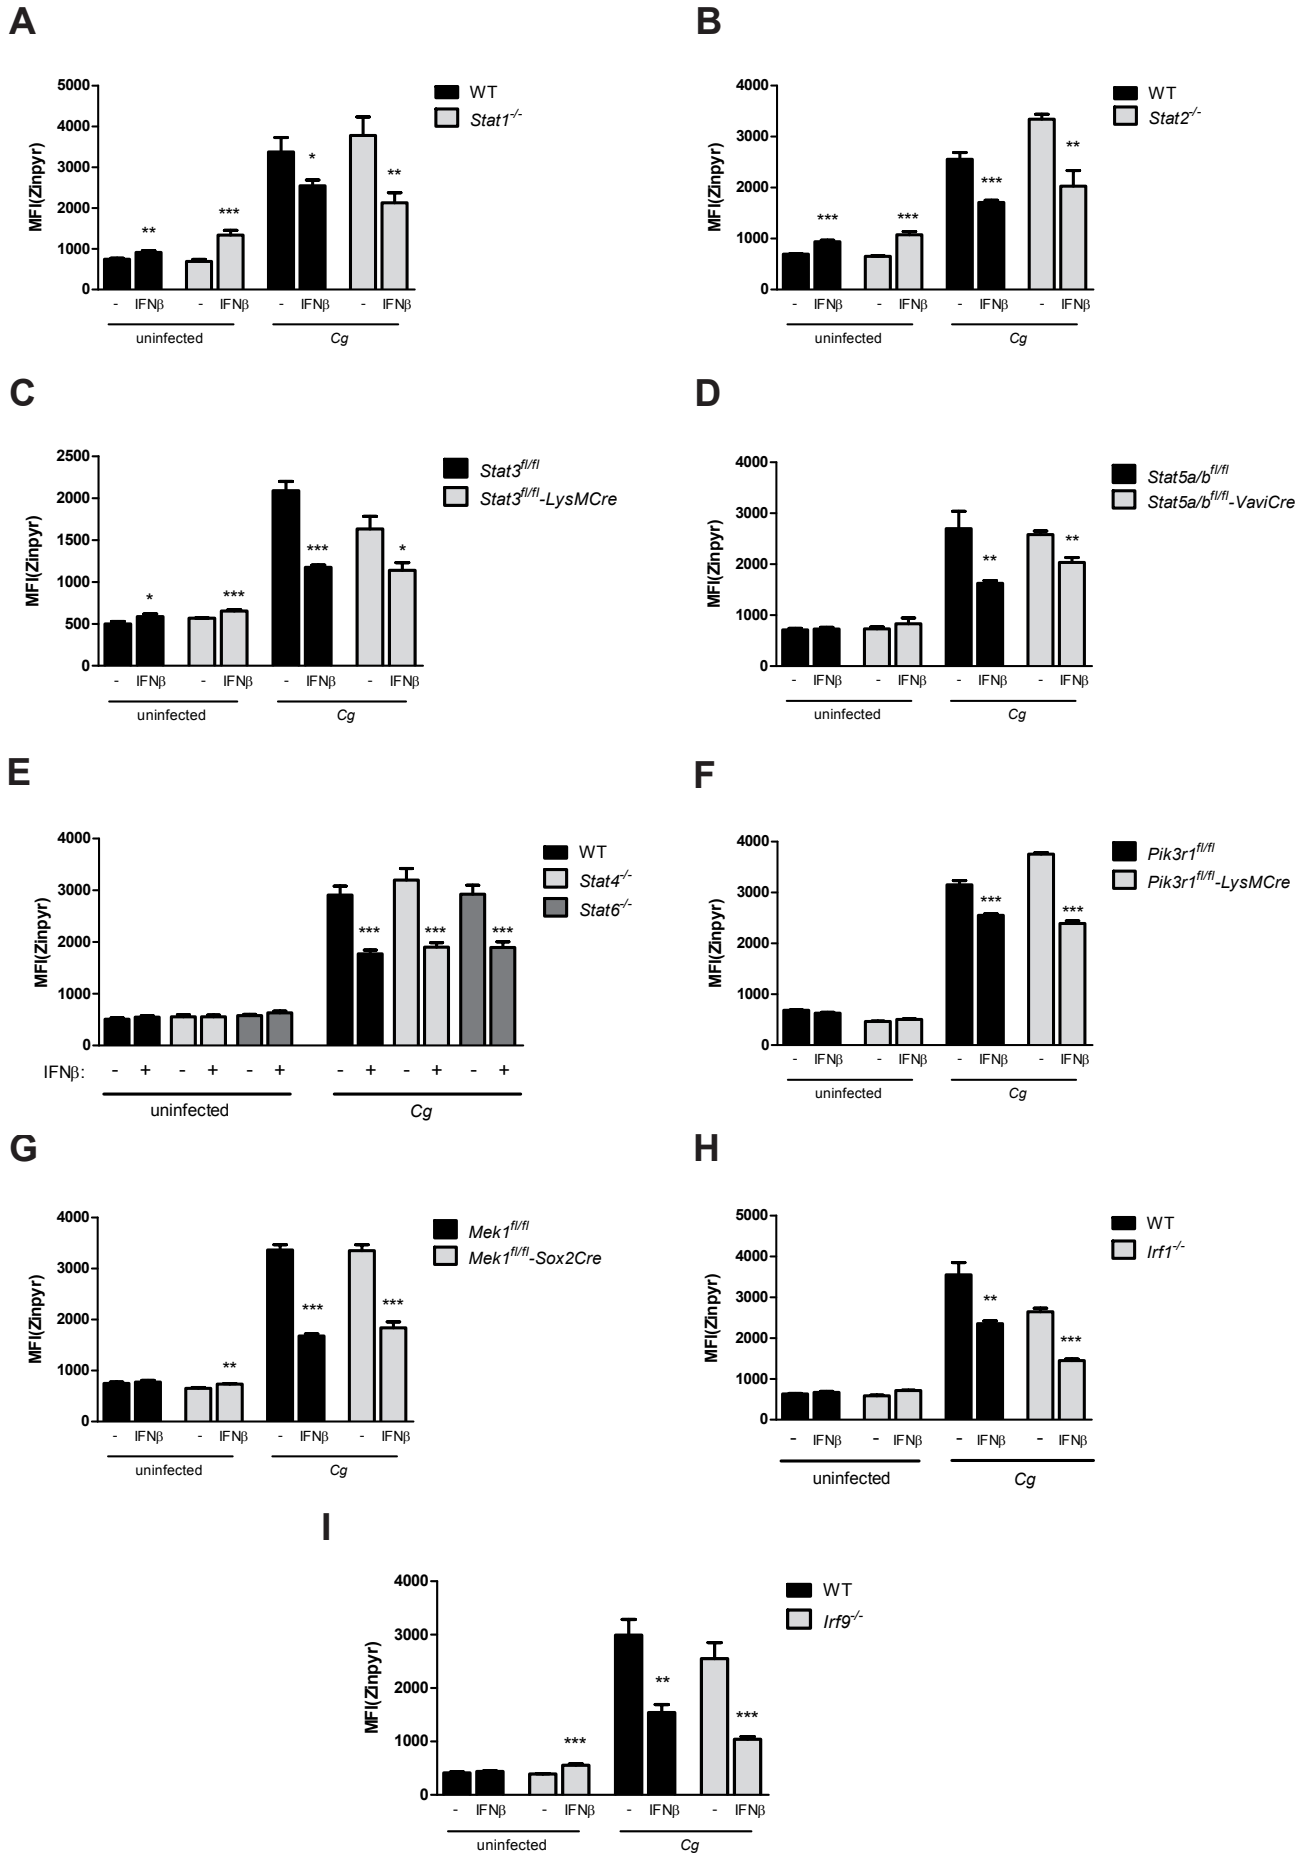 A
B
5000
4000
3000
2000
1000
0
MFI(Zinpyr)
** *** * **
- IFNβ - IFNβ - IFNβ - IFNβ
uninfected Cg
WT
Stat1-/-
4000
3000
2000
1000
0
MFI(Zinpyr)
*** *** *** **
- IFNβ - IFNβ - IFNβ - IFNβ
uninfected Cg
WT
Stat2-/-
C
D
2500
2000
1500
1000
500
0
MFI(Zinpyr)
* *** *** *
- IFNβ - IFNβ - IFNβ - IFNβ
uninfected Cg
Stat3fl/fl
Stat3fl/fl-LysMCre
4000
3000
2000
1000
0
MFI(Zinpyr)
** **
- IFNβ - IFNβ - IFNβ - IFNβ
uninfected Cg
Stat5a/bfl/fl
Stat5a/bfl/fl-VaviCre
E
F
4000
3000
2000
1000
0
MFI(Zinpyr)
*** *** ***
IFNβ: - + - + - + - + - + - +
uninfected Cg
WT
Stat4-/-
Stat6-/-
4000
3000
2000
1000
0
MFI(Zinpyr)
*** ***
- IFNβ - IFNβ - IFNβ - IFNβ
uninfected Cg
Pik3r1fl/fl
Pik3r1fl/fl-LysMCre
G
H
4000
3000
2000
1000
0
MFI(Zinpyr)
** *** ***
- IFNβ - IFNβ - IFNβ - IFNβ
uninfected Cg
Mek1fl/fl
Mek1fl/fl-Sox2Cre
5000
4000
3000
2000
1000
0
MFI(Zinpyr)
** ***
- IFNβ - IFNβ - IFNβ - IFNβ
uninfected Cg
WT
Irf1-/-
I
4000
3000
2000
1000
0
MFI(Zinpyr)
*** ** ***
- IFNβ - IFNβ - IFNβ - IFNβ
uninfected Cg
WT
Irf9-/-